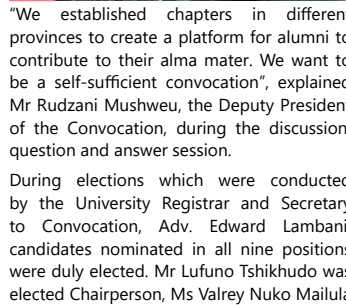 “We established chapters in different
provinces to create a platform for alumni to
contribute to their alma mater. We want to
be a self-sufficient convocation”, explained
Mr Rudzani Mushweu, the Deputy President
of the Convocation, during the discussion
question and answer session.
During elections which were conducted
by the University Registrar and Secretary
to Convocation, Adv. Edward Lambani
candidates nominated in all nine positions
were duly elected. Mr Lufuno Tshikhudo was
elected Chairperson, Ms Valrey Nuko Mailula